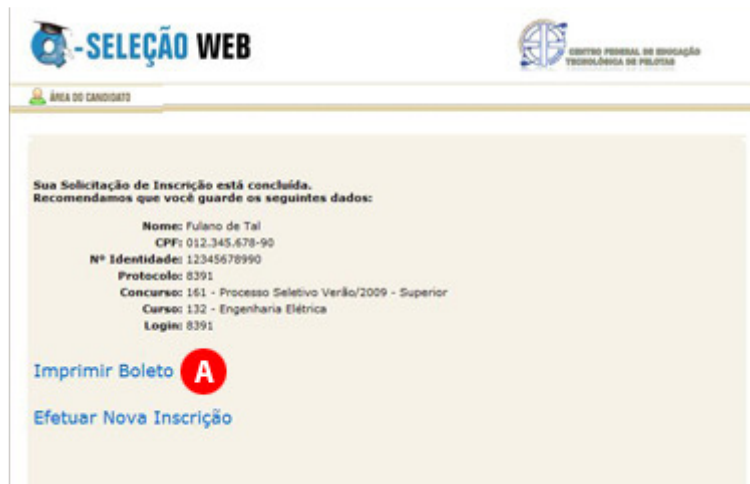 Q-SELEÇÃO WEB
CENTRO FEDERAL DE EDUCAÇÃO
TECNOLÓGICA DE PELOTAS
ÁREA DO CANDIDATO
Sua Solicitação de Inscrição está concluída.
Recomendamos que você guarde os seguintes dados:
Nome: Fulano de Tal
CPF: 012.345.678-90
Nº Identidade: 12345678990
Protocolo: 8391
Concurso: 161 - Processo Seletivo Verão/2009 - Superior
Curso: 132 - Engenharia Elétrica
Login: 8391
Imprimir Boleto A
Efetuar Nova Inscrição